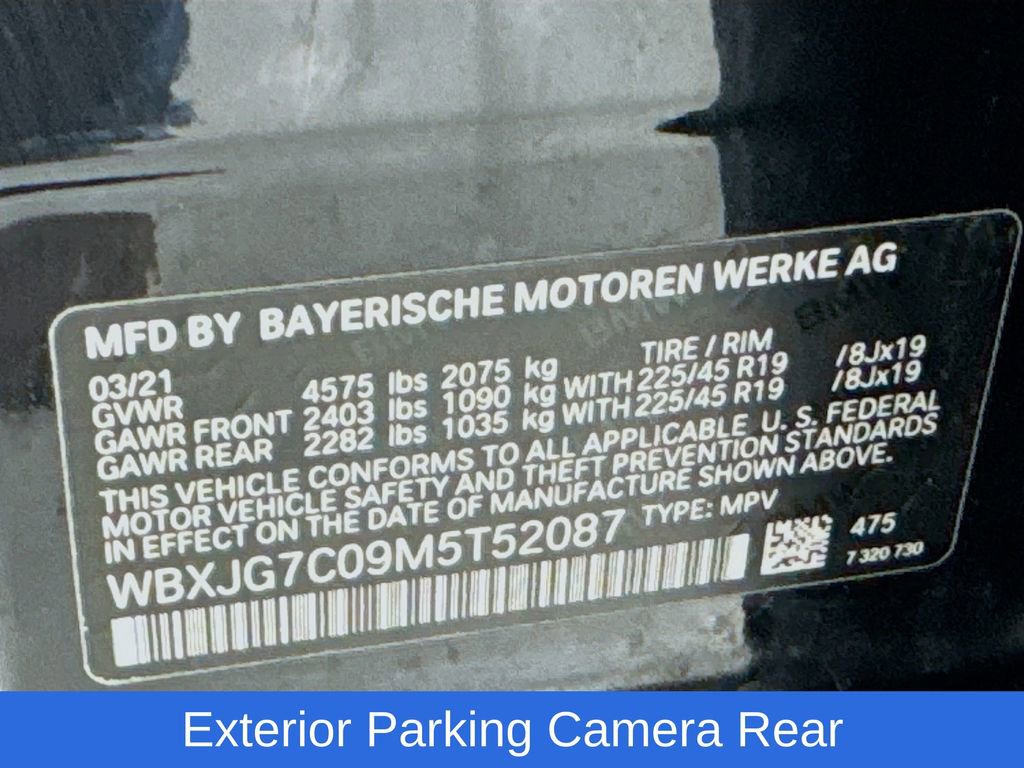 MFD BY BAYERISCHE MOTOREN WERKE AG
03/21 TIRE / RIM
GVWR 4575 lbs 2075 kg
GAWR FRONT 2403 lbs 1090 kg WITH 225/45 R19 /8Jx19
GAWR REAR 2282 lbs 1035 kg WITH 225/45 R19 /8Jx19
THIS VEHICLE CONFORMS TO ALL APPLICABLE U. S. FEDERAL
MOTOR VEHICLE SAFETY AND THEFT PREVENTION STANDARDS
IN EFFECT ON THE DATE OF MANUFACTURE SHOWN ABOVE.
WBXJG7C09M5T52087 TYPE: MPV
475
7 320 730
Exterior Parking Camera Rear